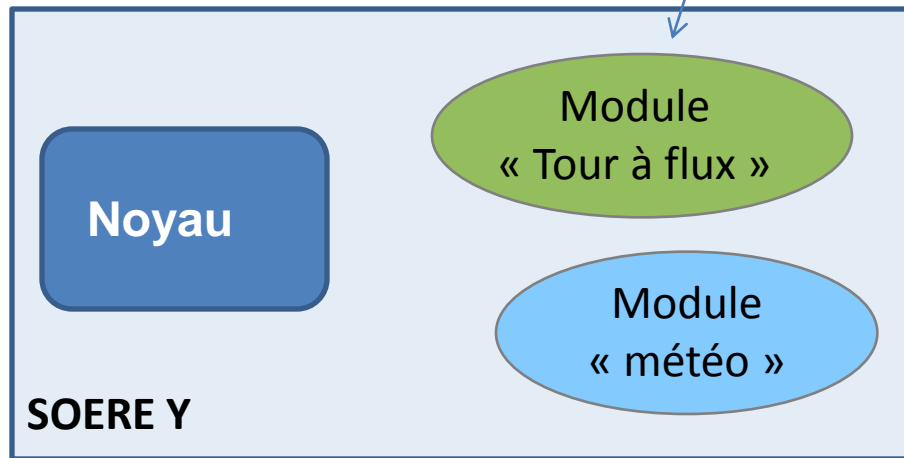 Module
« Tour à flux »
Noyau
Module
« météo »
SOERE Y